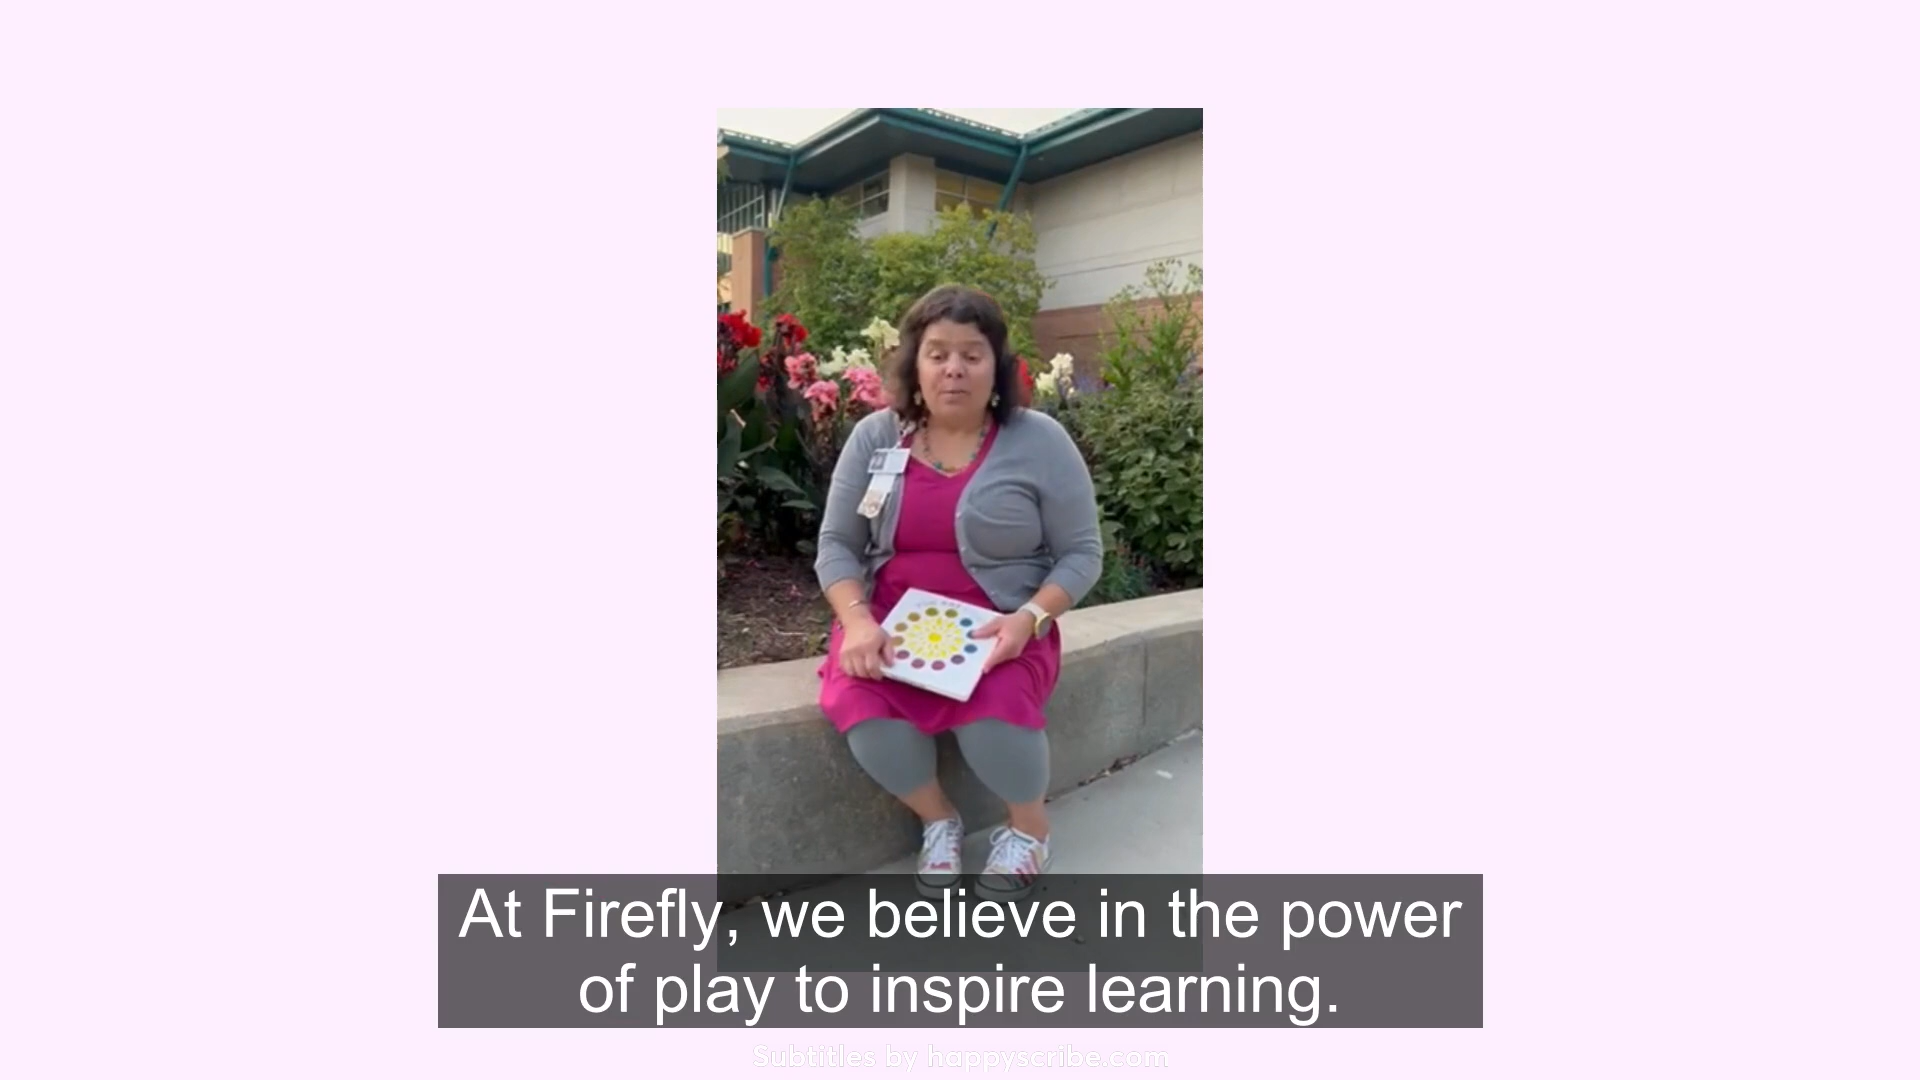 At Firefly, we believe in the power
of play to inspire learning.
Subtitles by happyscribe.com